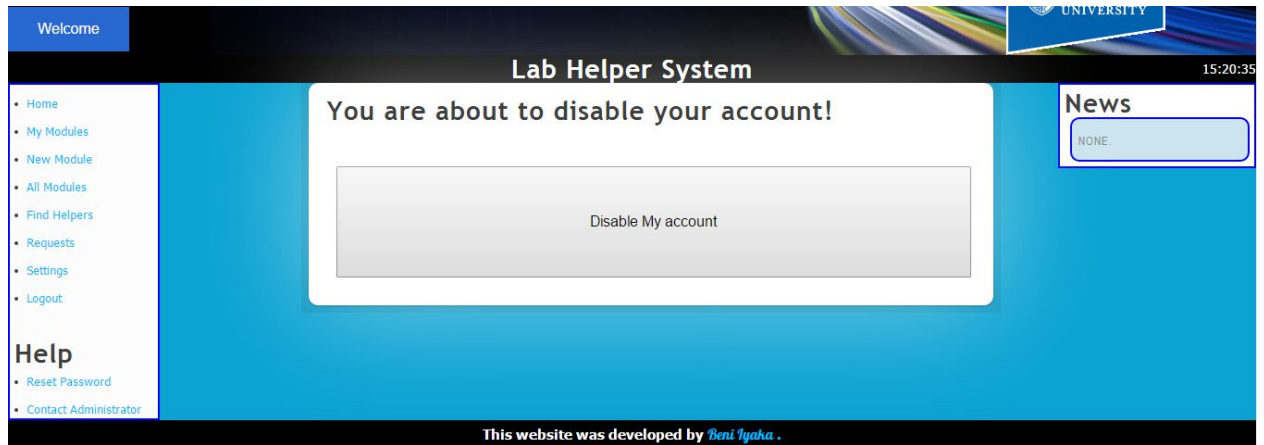 Welcome
UNIVERSITY
Lab Helper System
15:20:35
Home
My Modules
New Module
All Modules
Find Helpers
Requests
Settings
Logout
Help
Reset Password
Contact Administrator
You are about to disable your account!
Disable My account
News
NONE.
This website was developed by Beni Iyaka .